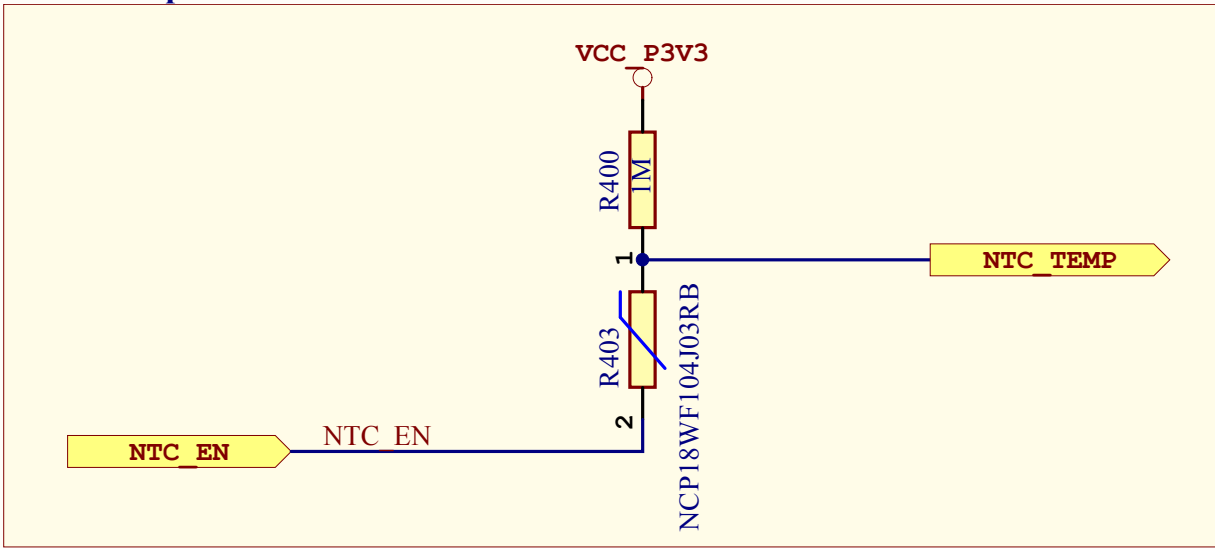 VCC_P3V3
R400
1M
1
NTC_TEMP
R403
NCP18WF104J03RB
2
NTC_EN
NTC_EN